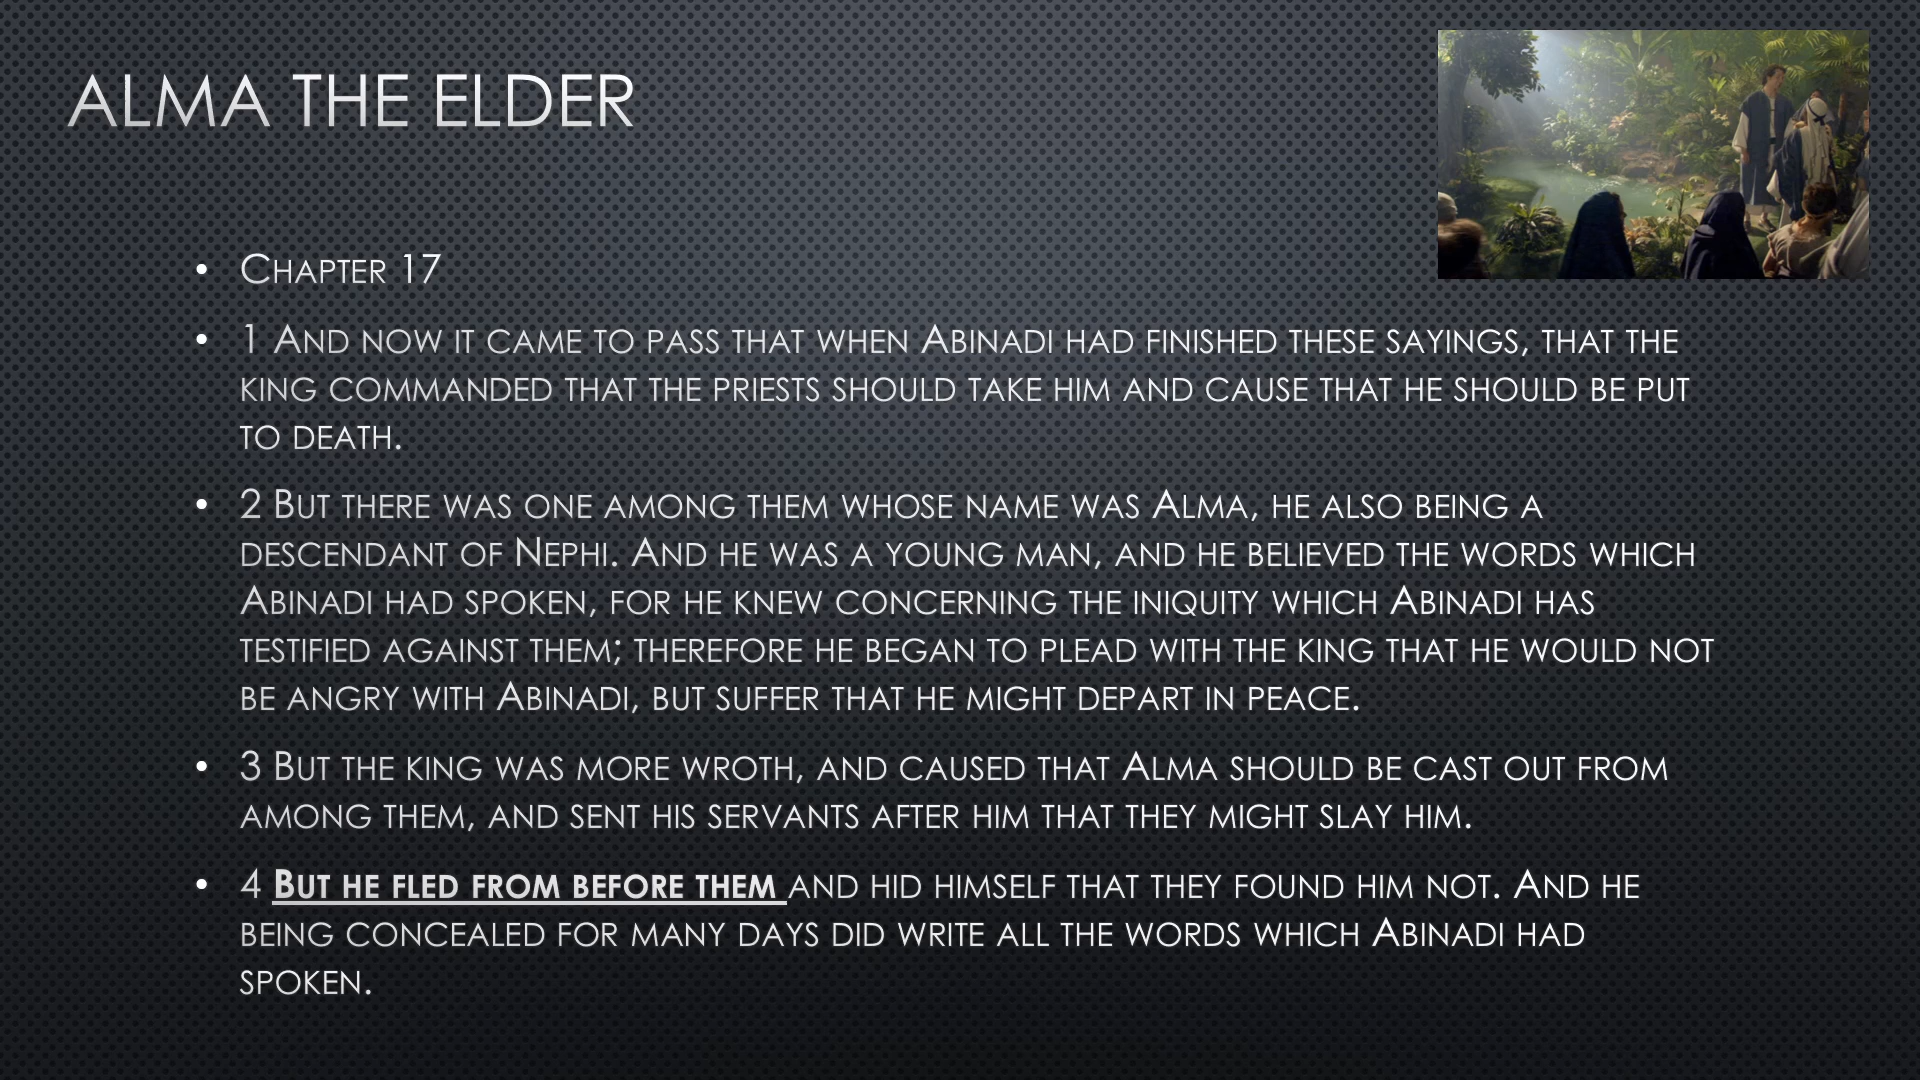 ALMA THE ELDER
• CHAPTER 17
• 1 AND NOW IT CAME TO PASS THAT WHEN ABINADI HAD FINISHED THESE SAYINGS, THAT THE
KING COMMANDED THAT THE PRIESTS SHOULD TAKE HIM AND CAUSE THAT HE SHOULD BE PUT
TO DEATH.
• 2 BUT THERE WAS ONE AMONG THEM WHOSE NAME WAS ALMA, HE ALSO BEING A
DESCENDANT OF NEPHI. AND HE WAS A YOUNG MAN, AND HE BELIEVED THE WORDS WHICH
ABINADI HAD SPOKEN, FOR HE KNEW CONCERNING THE INIQUITY WHICH ABINADI HAS
TESTIFIED AGAINST THEM; THEREFORE HE BEGAN TO PLEAD WITH THE KING THAT HE WOULD NOT
BE ANGRY WITH ABINADI, BUT SUFFER THAT HE MIGHT DEPART IN PEACE.
• 3 BUT THE KING WAS MORE WROTH, AND CAUSED THAT ALMA SHOULD BE CAST OUT FROM
AMONG THEM, AND SENT HIS SERVANTS AFTER HIM THAT THEY MIGHT SLAY HIM.
• 4 BUT HE FLED FROM BEFORE THEM AND HID HIMSELF THAT THEY FOUND HIM NOT. AND HE
BEING CONCEALED FOR MANY DAYS DID WRITE ALL THE WORDS WHICH ABINADI HAD
SPOKEN.